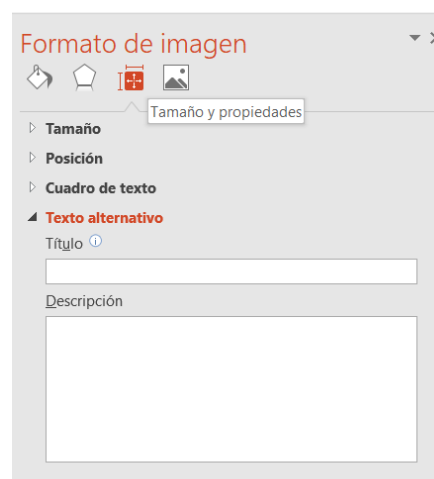 Formato de imagen
Tamaño y propiedades
Tamaño
Posición
Cuadro de texto
Texto alternativo
Título
Descripción